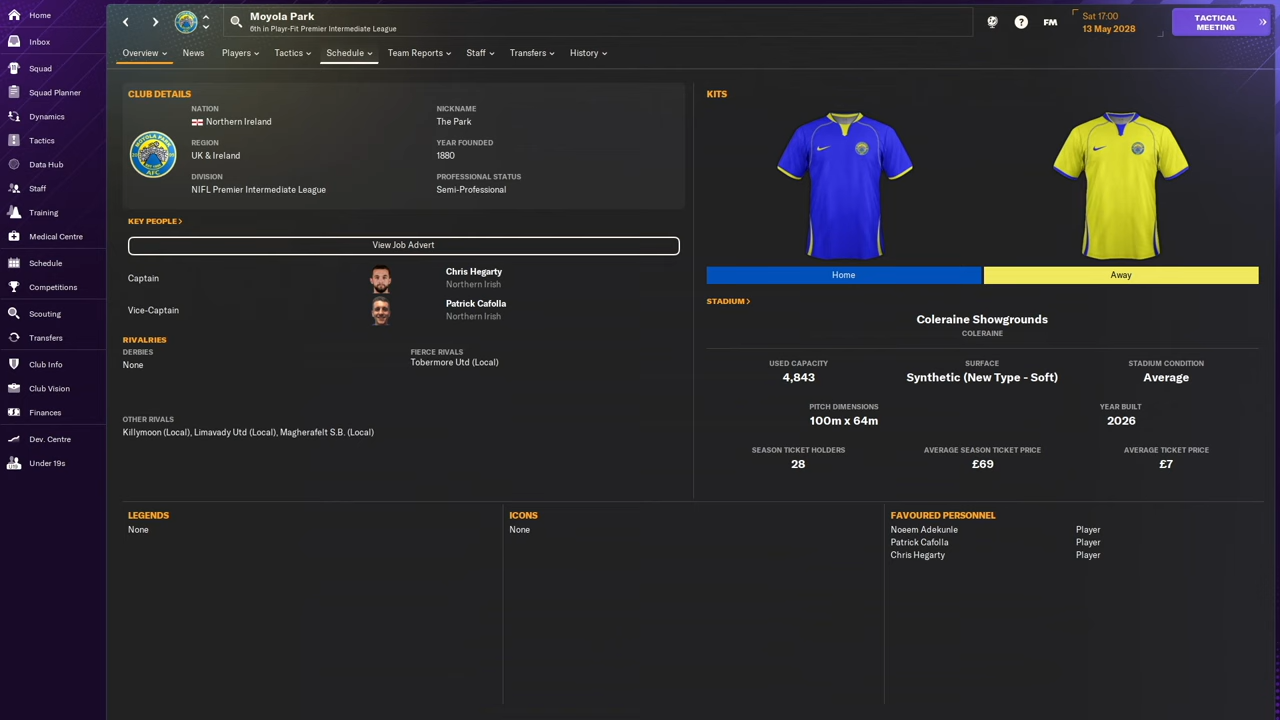 Home
Inbox
Squad
Squad Planner
Dynamics
Tactics
Data Hub
Staff
Training
Medical Centre
Schedule
Competitions
Scouting
Transfers
Club Info
Club Vision
Finances
Dev. Centre
Under 19s
Moyola Park
6th in Playr-Fit Premier Intermediate League
FM
Sat 17:00
13 May 2028
TACTICAL MEETING
Overview
News
Players
Tactics
Schedule
Team Reports
Staff
Transfers
History
CLUB DETAILS
MOYOLA PARK
AFC
NATION
Northern Ireland
NICKNAME
The Park
REGION
UK & Ireland
YEAR FOUNDED
1880
DIVISION
NIFL Premier Intermediate League
PROFESSIONAL STATUS
Semi-Professional
KEY PEOPLE >
View Job Advert
Captain
Chris Hegarty
Northern Irish
Vice-Captain
Patrick Cafolla
Northern Irish
RIVALRIES
DERBIES
None
FIERCE RIVALS
Tobermore Utd (Local)
OTHER RIVALS
Killymoon (Local), Limavady Utd (Local), Magherafelt S.B. (Local)
KITS
Home
Away
STADIUM >
Coleraine Showgrounds
COLERAINE
USED CAPACITY
4,843
SURFACE
Synthetic (New Type - Soft)
STADIUM CONDITION
Average
PITCH DIMENSIONS
100m x 64m
YEAR BUILT
2026
SEASON TICKET HOLDERS
28
AVERAGE SEASON TICKET PRICE
£69
AVERAGE TICKET PRICE
£7
LEGENDS
None
ICONS
None
FAVOURED PERSONNEL
Noeem Adekunle Player
Patrick Cafolla Player
Chris Hegarty Player